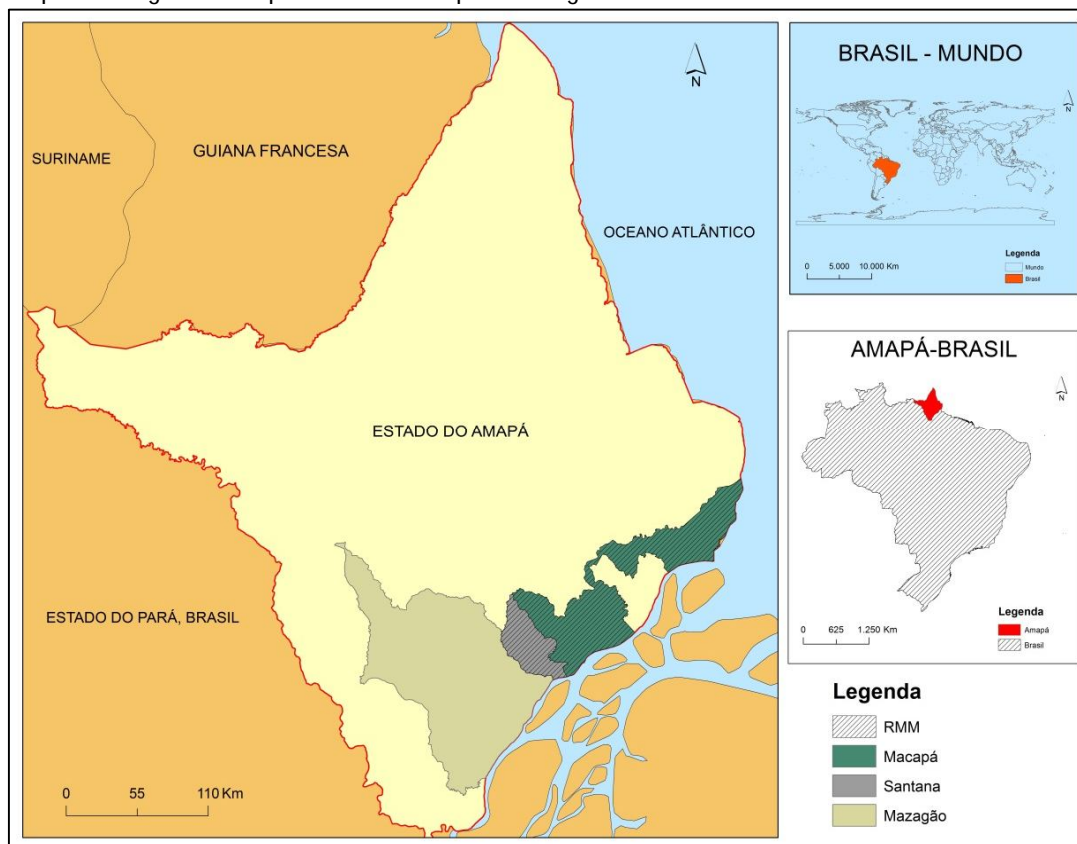 SURINAME
GUIANA FRANCESA
N
OCEANO ATLÂNTICO
ESTADO DO AMAPÁ
ESTADO DO PARÁ, BRASIL
0 55 110 Km
BRASIL - MUNDO
N
Legenda
0 5.000 10.000 Km
Mundo
Brasil
AMAPÁ-BRASIL
N
Legenda
0 625 1.250 Km
Amapá
Brasil
Legenda
RMM
Macapá
Santana
Mazagão